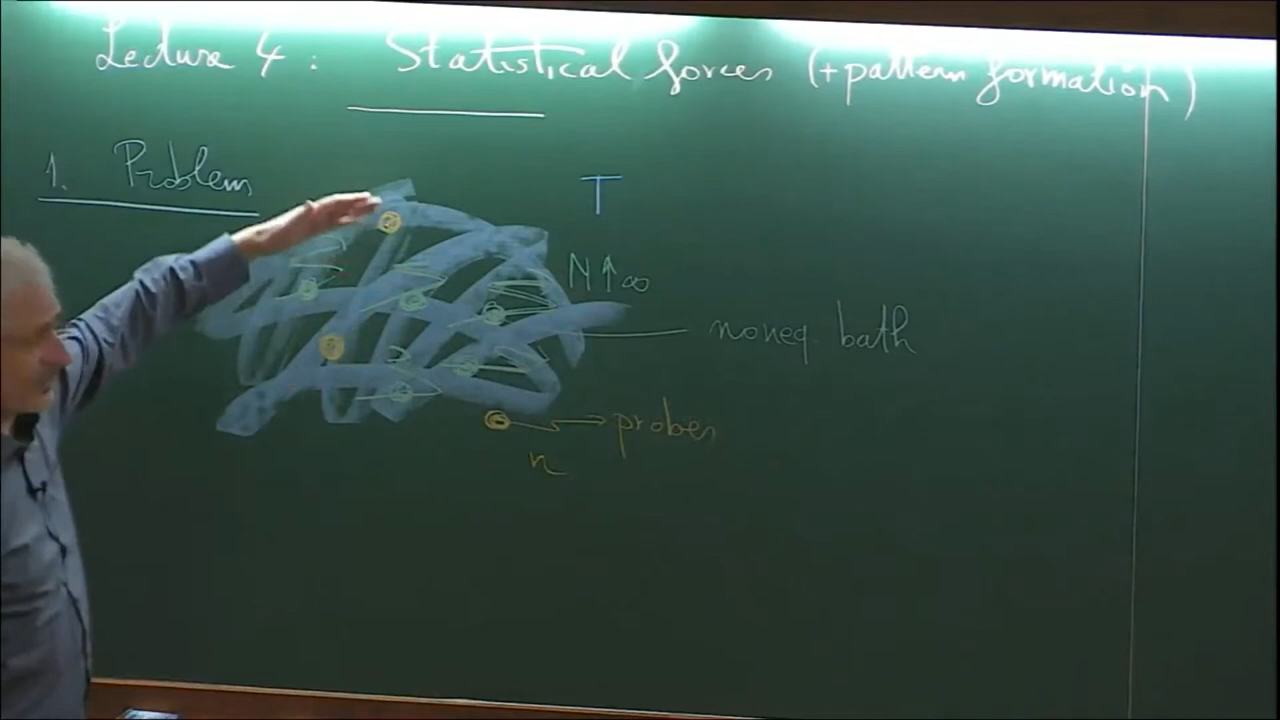 Lecture 4 : Statistical forces (+ pattern formation)
1. Problem
T
N↑∞
noneq. bath
probes
n